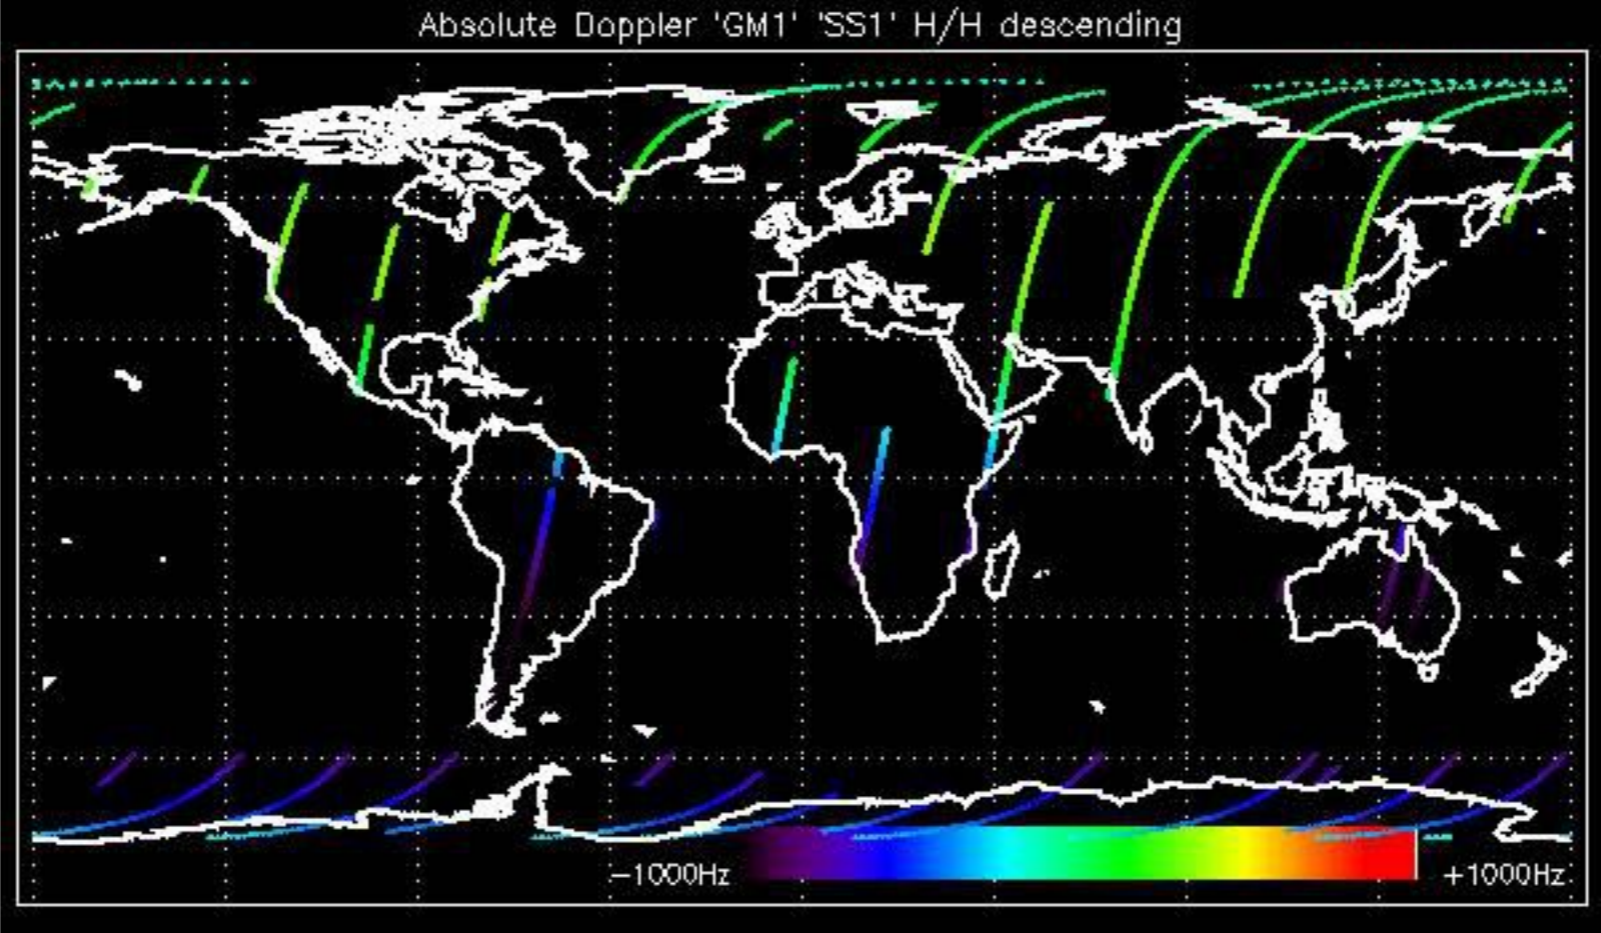 Absolute Doppler 'GM1' 'SS1' H/H descending
−1000Hz +1000Hz